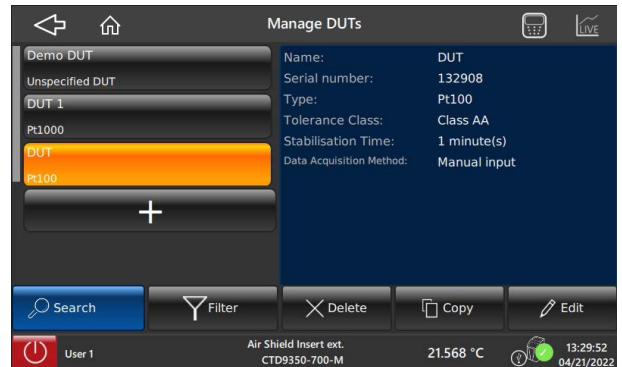 Manage DUTs
LIVE
Demo DUT
Unspecified DUT
DUT 1
Pt1000
DUT
Pt100
+
Name: DUT
Serial number: 132908
Type: Pt100
Tolerance Class: Class AA
Stabilisation Time: 1 minute(s)
Data Acquisition Method: Manual input
Search
Filter
Delete
Copy
Edit
User 1
Air Shield Insert ext.
CTD9350-700-M
21.568 °C
13:29:52
04/21/2022